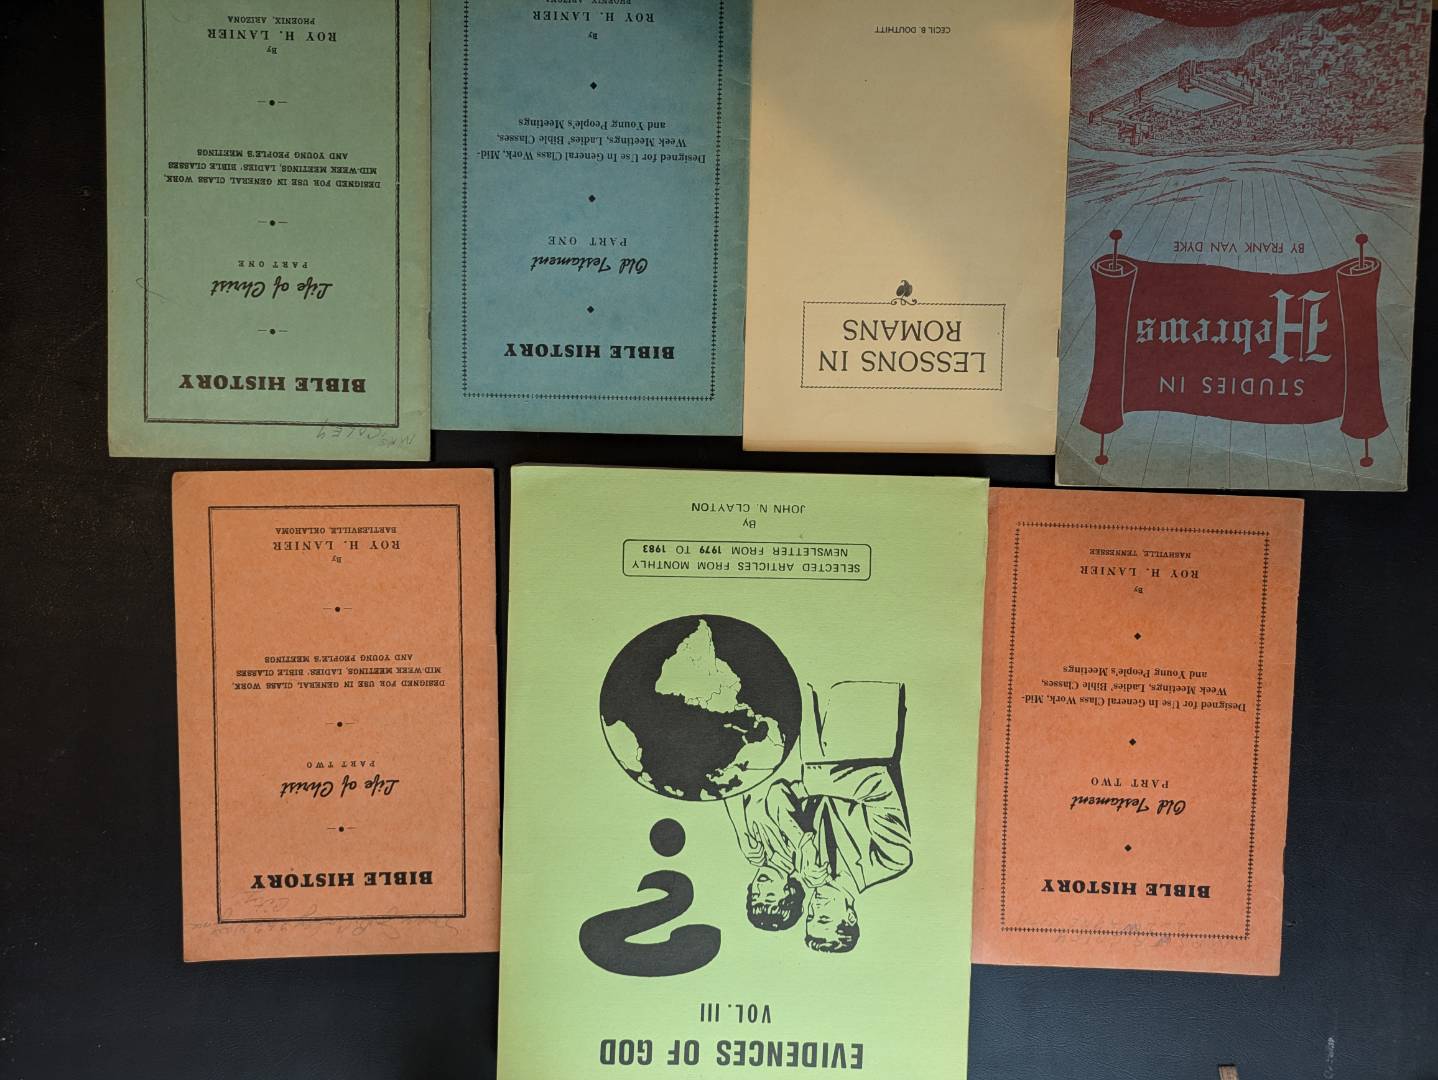 BIBLE HISTORY
Old Testament
PART TWO
Designed for Use In General Class Work, Mid-
Week Meetings, Ladies' Bible Classes,
and Young People's Meetings
By
ROY H. LANIER
NASHVILLE, TENNESSEE
EVIDENCES OF GOD
VOL. III
?
SELECTED ARTICLES FROM MONTHLY
NEWSLETTER FROM 1979 TO 1983
By
JOHN N. CLAYTON
BIBLE HISTORY
Life of Christ
PART TWO
DESIGNED FOR USE IN GENERAL CLASS WORK,
MID-WEEK MEETINGS, LADIES' BIBLE CLASSES
AND YOUNG PEOPLE'S MEETINGS
By
ROY H. LANIER
BARTLESVILLE, OKLAHOMA
STUDIES IN
Hebrews
BY FRANK VAN DYKE
LESSONS IN
ROMANS
CECIL B. DOUTHITT
BIBLE HISTORY
Old Testament
PART ONE
Designed for Use In General Class Work, Mid-
Week Meetings, Ladies' Bible Classes,
and Young People's Meetings
By
ROY H. LANIER
PHOENIX, ARIZONA
BIBLE HISTORY
Life of Christ
PART ONE
DESIGNED FOR USE IN GENERAL CLASS WORK,
MID-WEEK MEETINGS, LADIES' BIBLE CLASSES
AND YOUNG PEOPLE'S MEETINGS
By
ROY H. LANIER
PHOENIX, ARIZONA